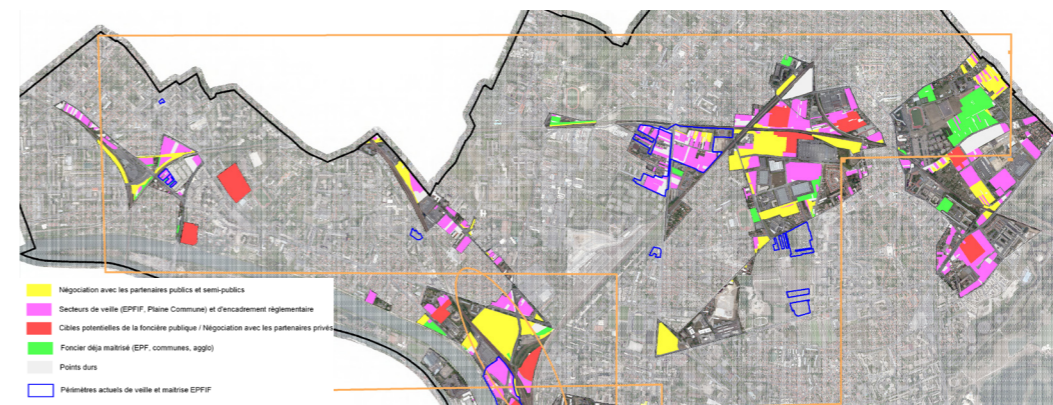 Négociation avec les partenaires publics et semi-publics
Secteurs de veille (EPFIF, Plaine Commune) et d'encadrement réglementaire
Cibles potentielles de la foncière publique / Négociation avec les partenaires privés
Foncier déja maîtrisé (EPF, communes, agglo)
Points durs
Périmètres actuels de veille et maîtrise EPFIF